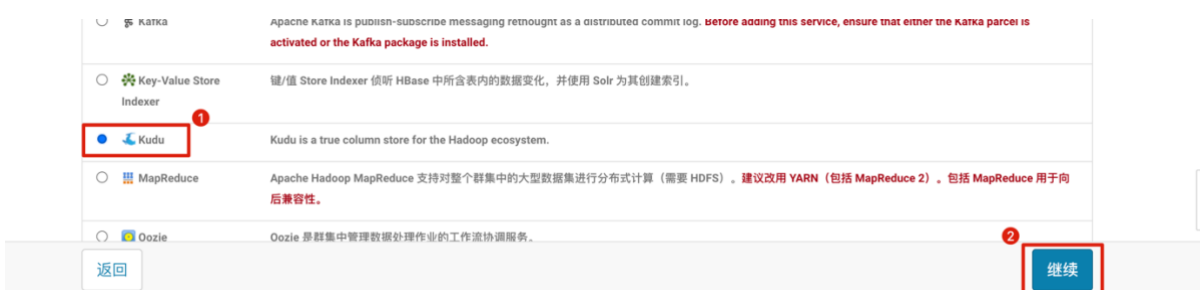 Kafka
Apache Kafka is publish-subscribe messaging rethought as a distributed commit log. Before adding this service, ensure that either the Kafka parcel is
activated or the Kafka package is installed.
Key-Value Store
Indexer
键/值 Store Indexer 侦听 HBase 中所含表内的数据变化，并使用 Solr 为其创建索引。
1
Kudu
Kudu is a true column store for the Hadoop ecosystem.
MapReduce
Apache Hadoop MapReduce 支持对整个群集中的大型数据集进行分布式计算（需要 HDFS）。建议改用 YARN（包括 MapReduce 2）。包括 MapReduce 用于向
后兼容性。
Oozie
Oozie 是群集中管理数据处理作业的工作流协调服务。
2
返回
继续